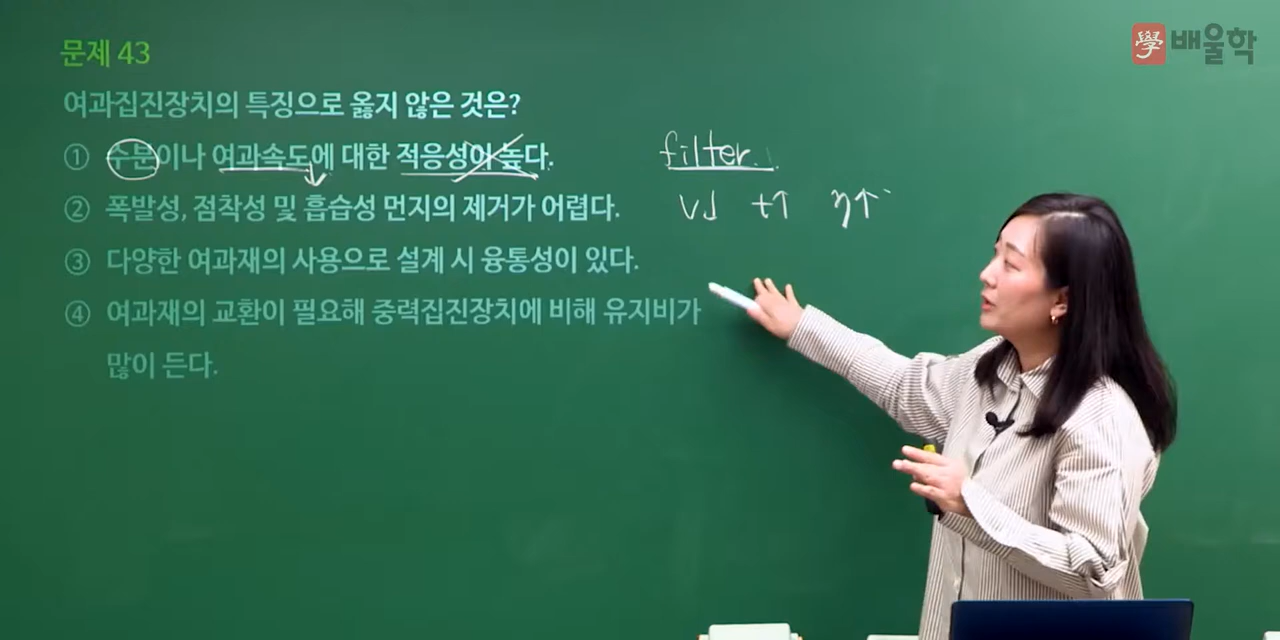 學 배울학
문제 43
여과집진장치의 특징으로 옳지 않은 것은?
① 수분이나 여과속도에 대한 적응성이 높다.
② 폭발성, 점착성 및 흡습성 먼지의 제거가 어렵다.
③ 다양한 여과재의 사용으로 설계 시 융통성이 있다.
④ 여과재의 교환이 필요해 중력집진장치에 비해 유지비가
많이 든다.
filter.
v↓ t↑ η↑